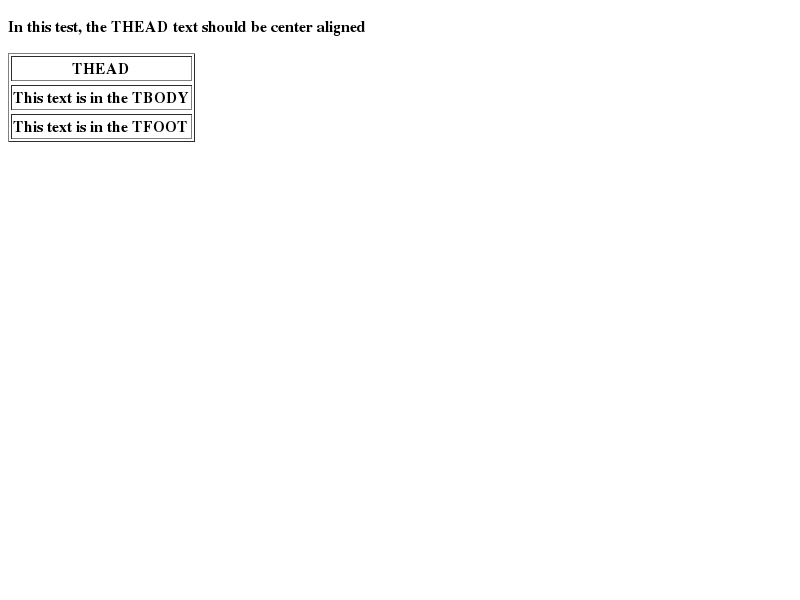 In this test, the THEAD text should be center aligned
THEAD
This text is in the TBODY
This text is in the TFOOT